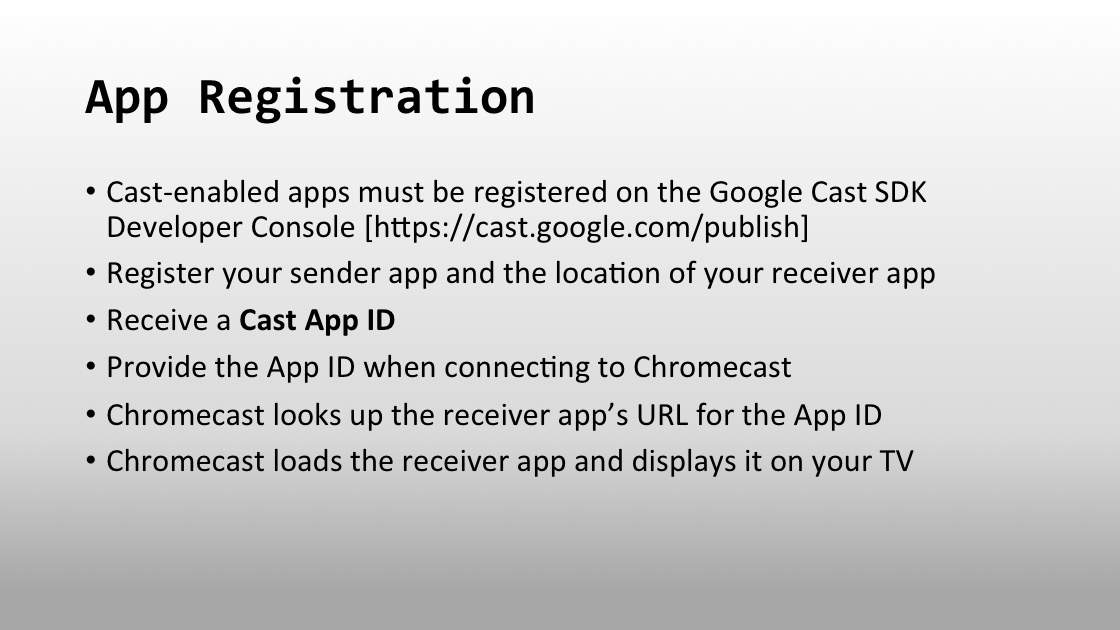 App Registration
• Cast-enabled apps must be registered on the Google Cast SDK
Developer Console [https://cast.google.com/publish]
• Register your sender app and the location of your receiver app
• Receive a Cast App ID
• Provide the App ID when connecting to Chromecast
• Chromecast looks up the receiver app’s URL for the App ID
• Chromecast loads the receiver app and displays it on your TV